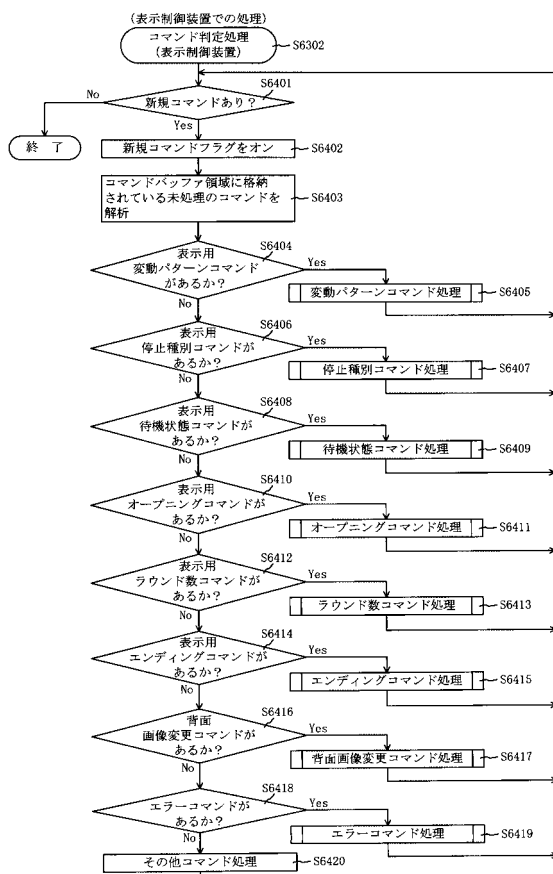 (表示制御装置での処理)
コマンド判定処理
(表示制御装置)
S6302
S6401
新規コマンドあり?
No
Yes
終 了
新規コマンドフラグをオン
S6402
コマンドバッファ領域に格納
されている未処理のコマンドを
解析
S6403
表示用
変動パターンコマンド
があるか?
S6404
Yes
No
変動パターンコマンド処理
S6405
表示用
停止種別コマンドが
あるか?
S6406
Yes
No
停止種別コマンド処理
S6407
表示用
待機状態コマンドが
あるか?
S6408
Yes
No
待機状態コマンド処理
S6409
表示用
オープニングコマンドが
あるか?
S6410
Yes
No
オープニングコマンド処理
S6411
表示用
ラウンド数コマンドが
あるか?
S6412
Yes
No
ラウンド数コマンド処理
S6413
表示用
エンディングコマンドが
あるか?
S6414
Yes
No
エンディングコマンド処理
S6415
背面
画像変更コマンドが
あるか?
S6416
Yes
No
背面画像変更コマンド処理
S6417
エラーコマンドが
あるか?
S6418
Yes
No
エラーコマンド処理
S6419
その他コマンド処理
S6420